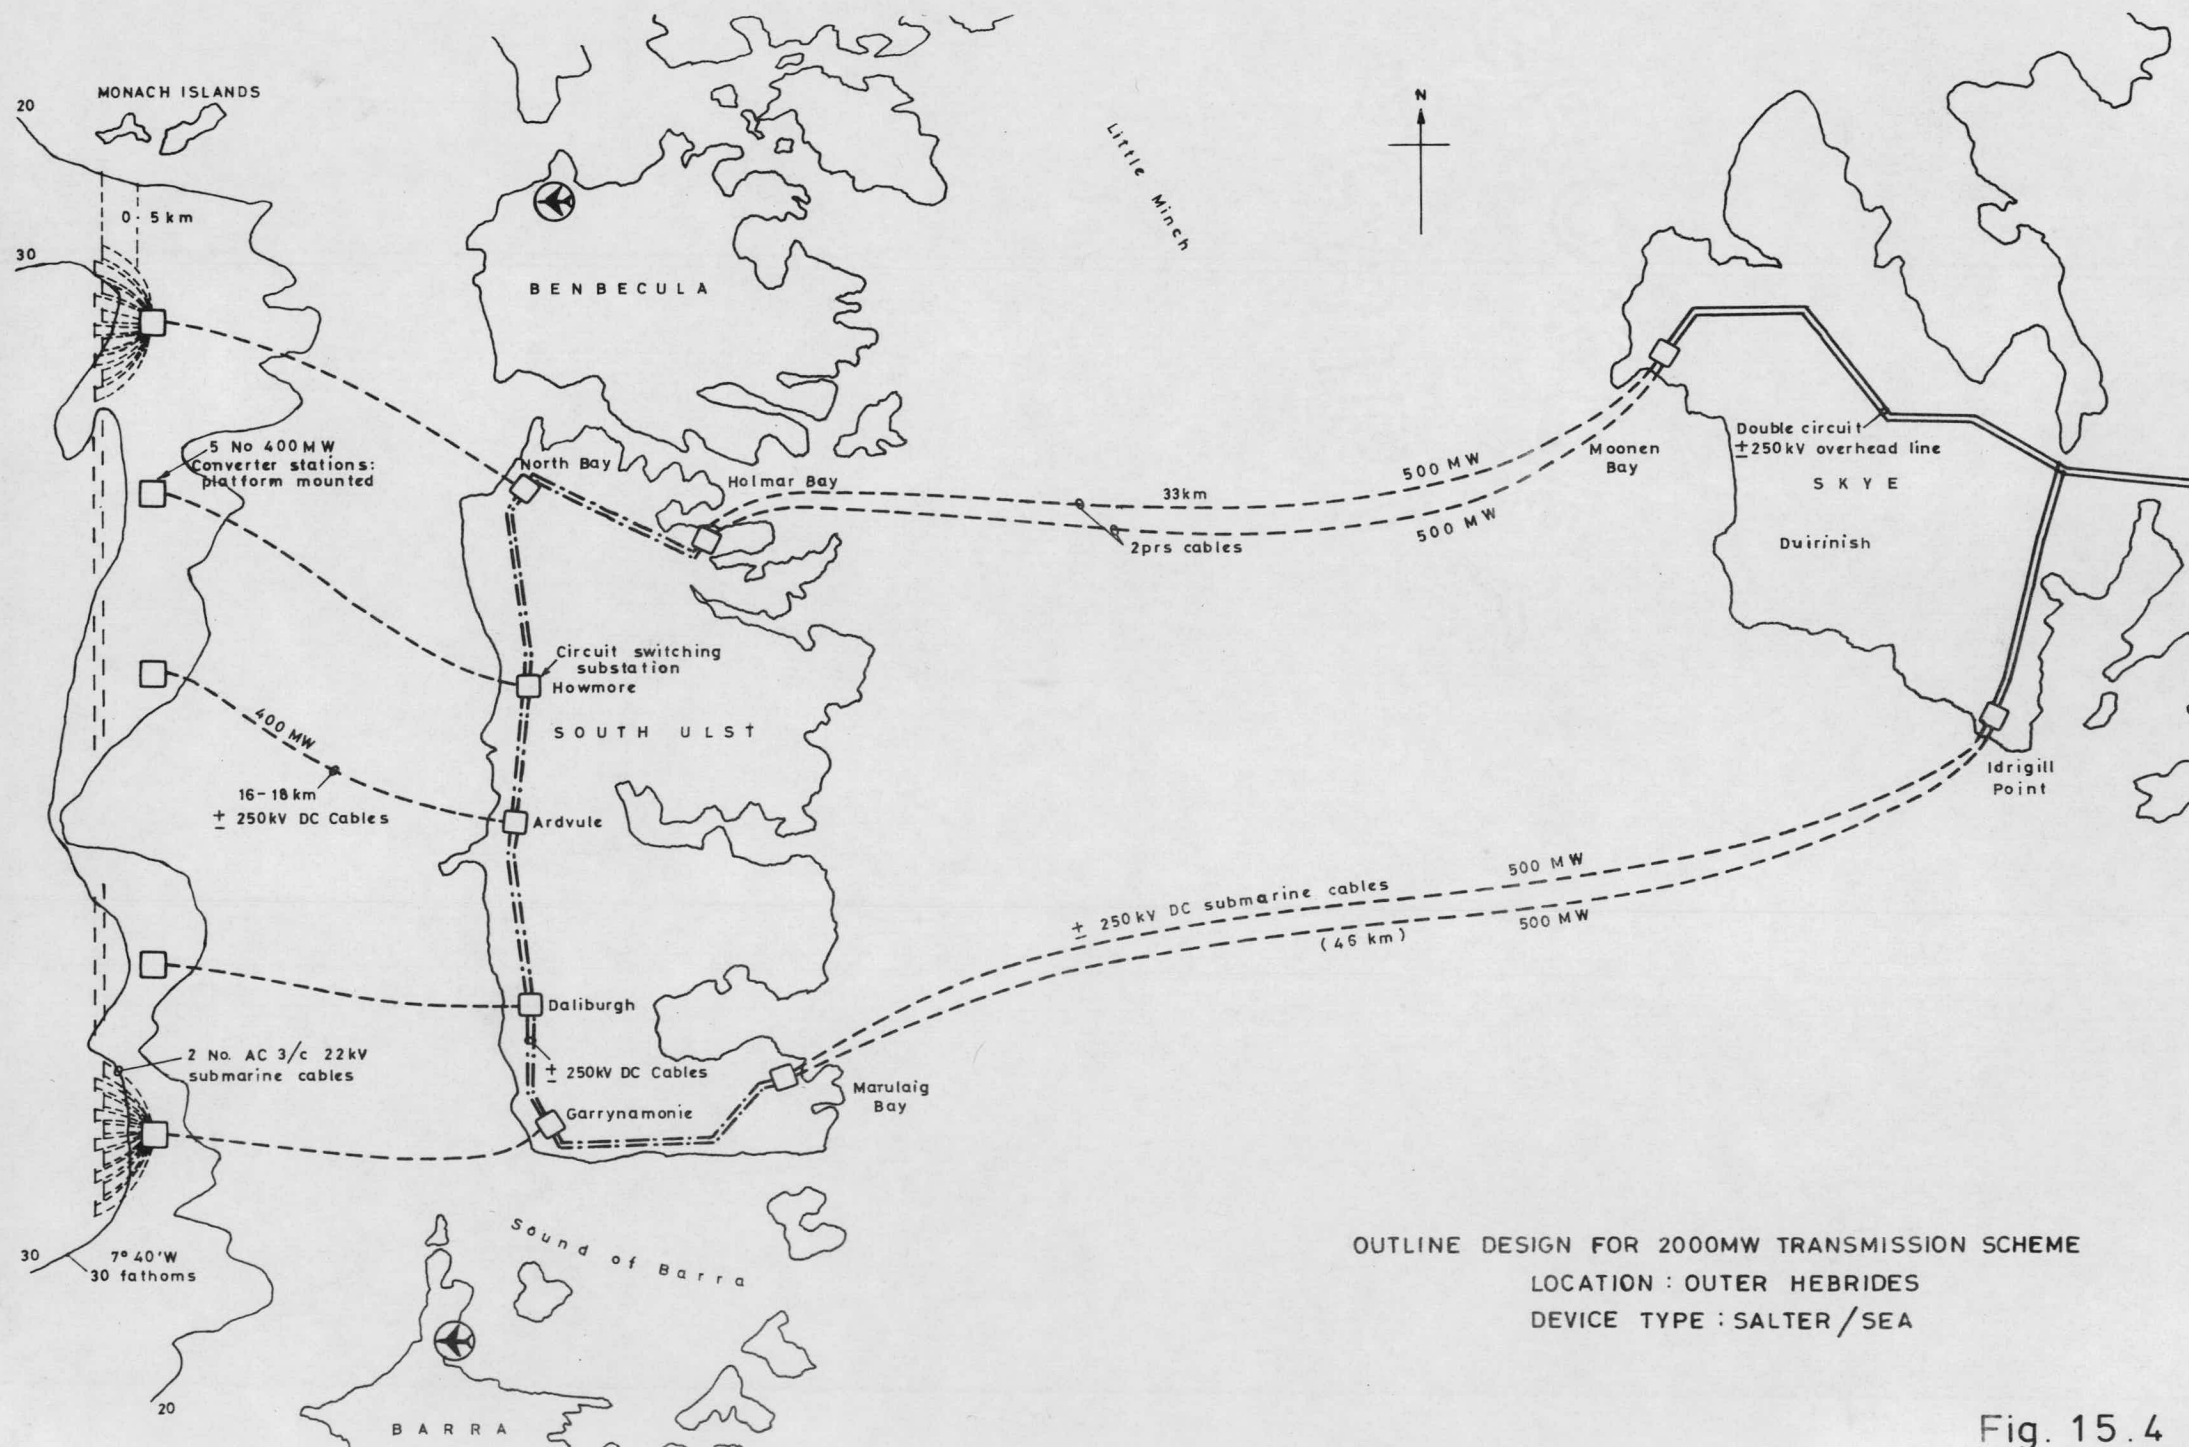 MONACH ISLANDS
20
0·5km
30
N
Little Minch
BENBECULA
5 No 400MW
Converter stations:
platform mounted
North Bay
Holmar Bay
33km
500 MW
500 MW
2prs cables
Moonen
Bay
Double circuit
±250kV overhead line
SKYE
Duirinish
Circuit switching
substation
Howmore
SOUTH ULST
400 MW
16-18km
± 250kV DC Cables
Ardvule
Idrigill
Point
± 250kV DC submarine cables
500 MW
(46 km)
500 MW
Daliburgh
2 No. AC 3/c 22kV
submarine cables
± 250kV DC Cables
Garrynamonie
Marulaig
Bay
30
7° 40'W
30 fathoms
20
Sound of Barra
BARRA
OUTLINE DESIGN FOR 2000MW TRANSMISSION SCHEME
LOCATION : OUTER HEBRIDES
DEVICE TYPE : SALTER/SEA
Fig. 15.4